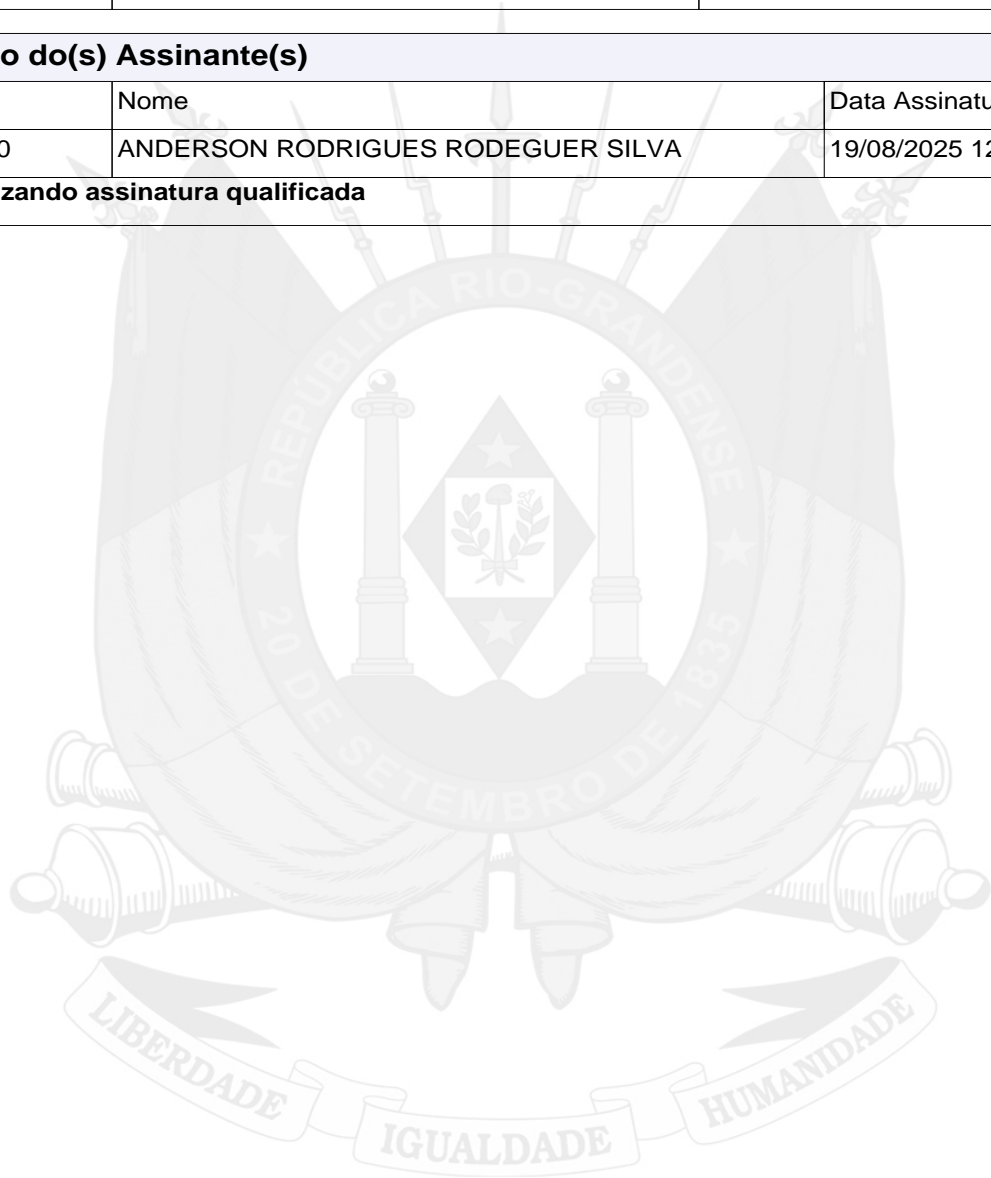 o do(s) Assinante(s)
Nome Data Assinatu
0 ANDERSON RODRIGUES RODEGUER SILVA 19/08/2025 12
zando assinatura qualificada
REPÚBLICA RIO-GRANDENSE
20 DE SETEMBRO DE 1835
LIBERDADE IGUALDADE HUMANIDADE